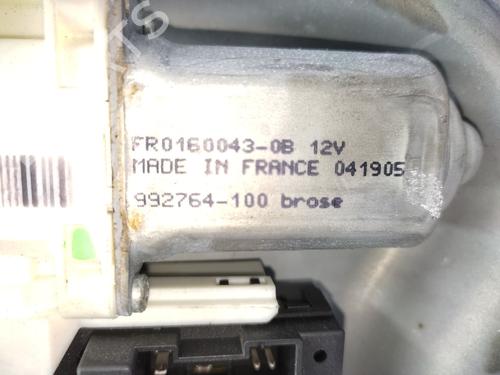 FR0160043-0B 12V
MADE IN FRANCE 041905
992764-100 brose